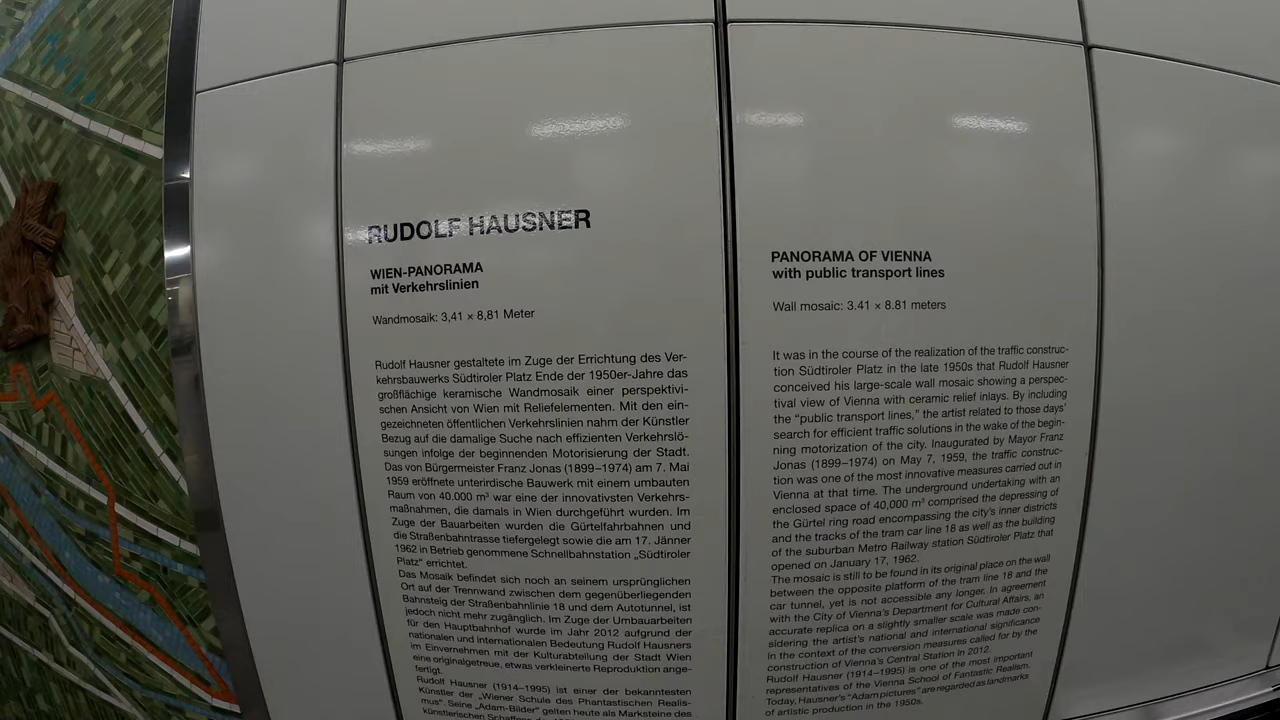 RUDOLF HAUSNER
WIEN-PANORAMA
mit Verkehrslinien
Wandmosaik: 3,41 × 8,81 Meter
Rudolf Hausner gestaltete im Zuge der Errichtung des Ver-
kehrsbauwerks Südtiroler Platz Ende der 1950er-Jahre das
großflächige keramische Wandmosaik einer perspektivi-
schen Ansicht von Wien mit Reliefelementen. Mit den ein-
gezeichneten öffentlichen Verkehrslinien nahm der Künstler
Bezug auf die damalige Suche nach effizienten Verkehrslö-
sungen infolge der beginnenden Motorisierung der Stadt.
Das von Bürgermeister Franz Jonas (1899–1974) am 7. Mai
1959 eröffnete unterirdische Bauwerk mit einem umbauten
Raum von 40.000 m³ war eine der innovativsten Verkehrs-
maßnahmen, die damals in Wien durchgeführt wurden. Im
Zuge der Bauarbeiten wurden die Gürtelfahrbahnen und
die Straßenbahntrasse tiefergelegt sowie die am 17. Jänner
1962 in Betrieb genommene Schnellbahnstation „Südtiroler
Platz“ errichtet.
Das Mosaik befindet sich noch an seinem ursprünglichen
Ort auf der Trennwand zwischen dem gegenüberliegenden
Bahnsteig der Straßenbahnlinie 18 und dem Autotunnel, ist
jedoch nicht mehr zugänglich. Im Zuge der Umbauarbeiten
für den Hauptbahnhof wurde im Jahr 2012 aufgrund der
nationalen und internationalen Bedeutung Rudolf Hausners
im Einvernehmen mit der Kulturabteilung der Stadt Wien
eine originalgetreue, etwas verkleinerte Reproduktion ange-
fertigt.
Rudolf Hausner (1914–1995) ist einer der bekanntesten
Künstler der „Wiener Schule des Phantastischen Realis-
mus“. Seine „Adam-Bilder“ gelten heute als Marksteine des
künstlerischen Schaffens der
PANORAMA OF VIENNA
with public transport lines
Wall mosaic: 3.41 × 8.81 meters
It was in the course of the realization of the traffic construc-
tion Südtiroler Platz in the late 1950s that Rudolf Hausner
conceived his large-scale wall mosaic showing a perspec-
tival view of Vienna with ceramic relief inlays. By including
the “public transport lines,” the artist related to those days’
search for efficient traffic solutions in the wake of the begin-
ning motorization of the city. Inaugurated by Mayor Franz
Jonas (1899–1974) on May 7, 1959, the traffic construc-
tion was one of the most innovative measures carried out in
Vienna at that time. The underground undertaking with an
enclosed space of 40,000 m³ comprised the depressing of
the Gürtel ring road encompassing the city’s inner districts
and the tracks of the tram car line 18 as well as the building
of the suburban Metro Railway station Südtiroler Platz that
opened on January 17, 1962.
The mosaic is still to be found in its original place on the wall
between the opposite platform of the tram line 18 and the
car tunnel, yet is not accessible any longer. In agreement
with the City of Vienna’s Department for Cultural Affairs, an
accurate replica on a slightly smaller scale was made con-
sidering the artist’s national and international significance
in the context of the conversion measures called for by the
construction of Vienna’s Central Station in 2012.
Rudolf Hausner (1914–1995) is one of the most important
representatives of the Vienna School of Fantastic Realism.
Today, Hausner’s “Adam pictures” are regarded as landmarks
of artistic production in the 1950s.